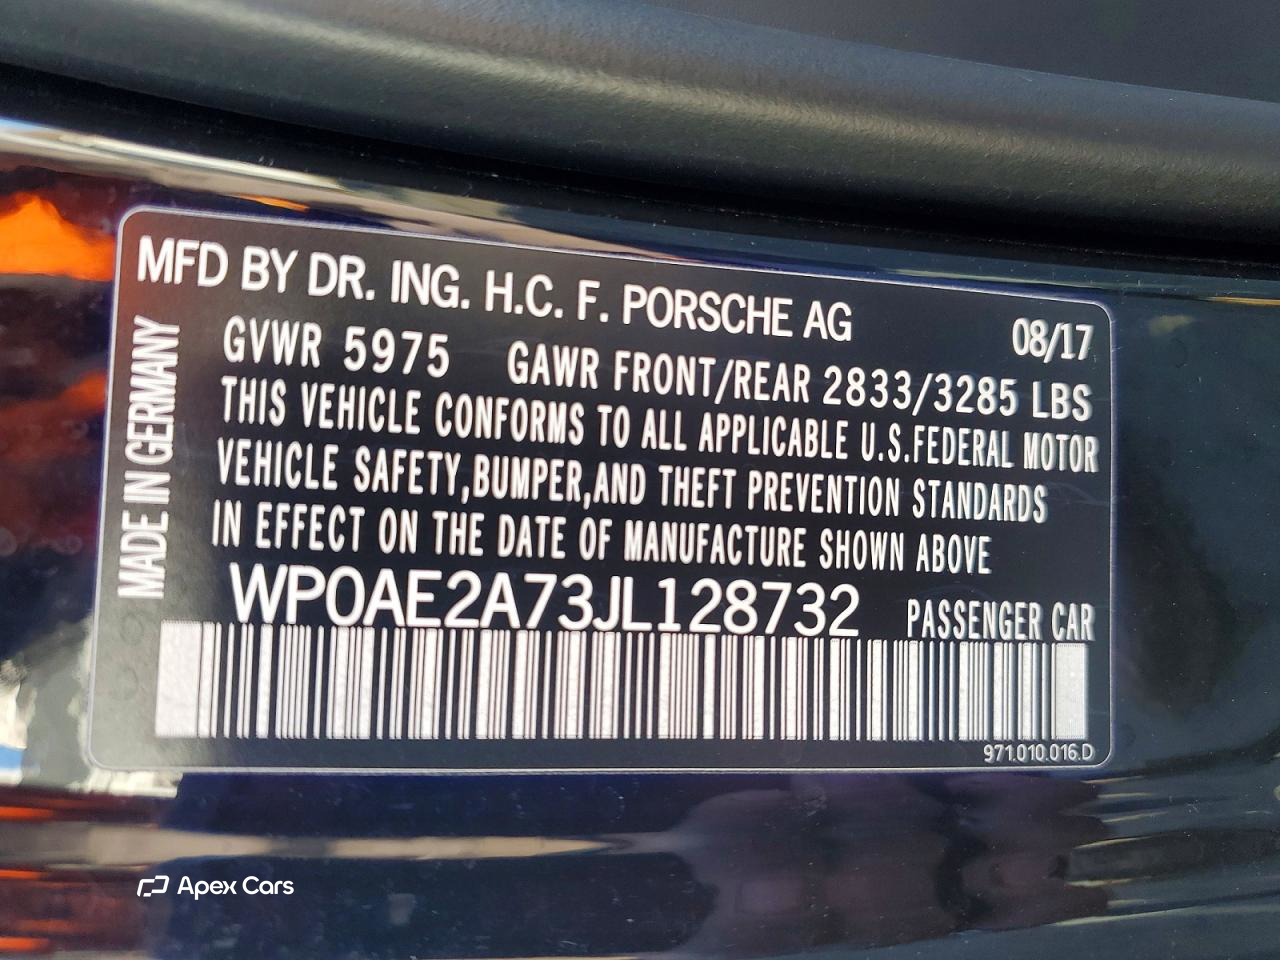 MFD BY DR. ING. H.C. F. PORSCHE AG 08/17
GVWR 5975 GAWR FRONT/REAR 2833/3285 LBS
THIS VEHICLE CONFORMS TO ALL APPLICABLE U.S.FEDERAL MOTOR
VEHICLE SAFETY,BUMPER,AND THEFT PREVENTION STANDARDS
IN EFFECT ON THE DATE OF MANUFACTURE SHOWN ABOVE
WP0AE2A73JL128732 PASSENGER CAR
MADE IN GERMANY
971.010.016.D
Apex Cars